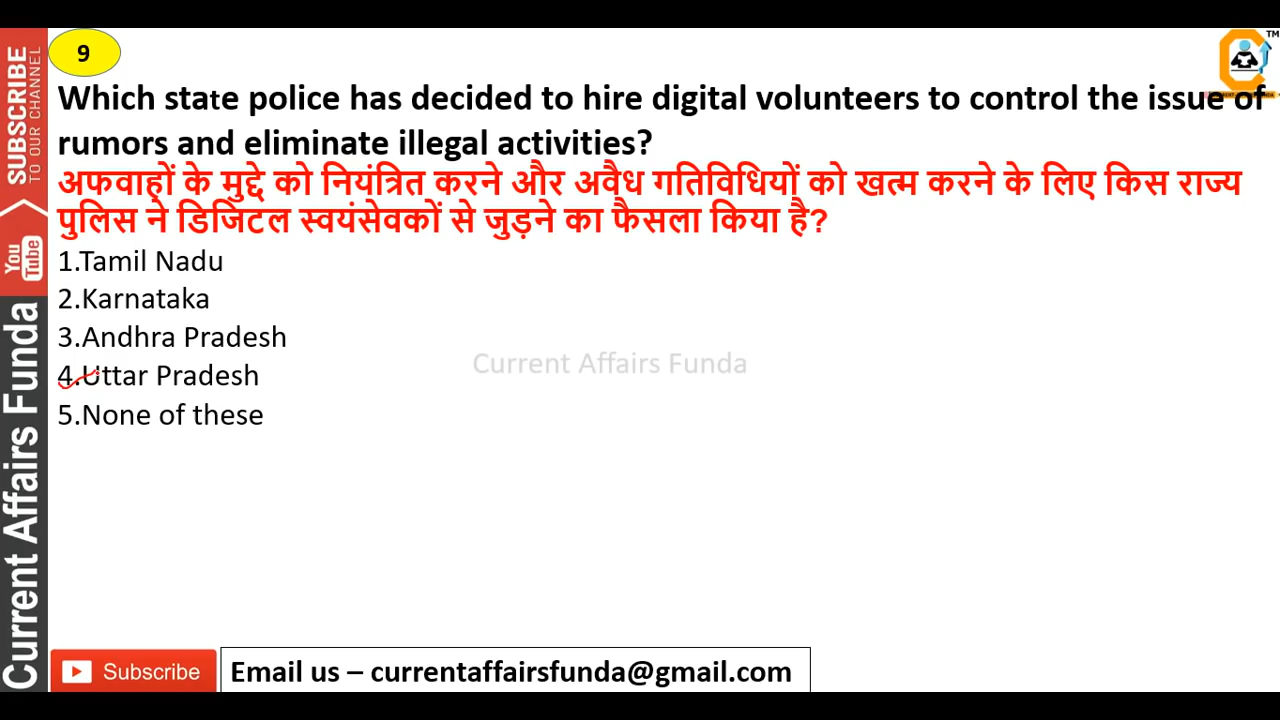 SUBSCRIBE
TO OUR CHANNEL
You
Tube
Current Affairs Funda
9
TM
Which state police has decided to hire digital volunteers to control the issue of
rumors and eliminate illegal activities?
अफवाहों के मुद्दे को नियंत्रित करने और अवैध गतिविधियों को खत्म करने के लिए किस राज्य
पुलिस ने डिजिटल स्वयंसेवकों से जुड़ने का फैसला किया है?
1.Tamil Nadu
2.Karnataka
3.Andhra Pradesh
4.Uttar Pradesh
5.None of these
Current Affairs Funda
Subscribe
Email us – currentaffairsfunda@gmail.com